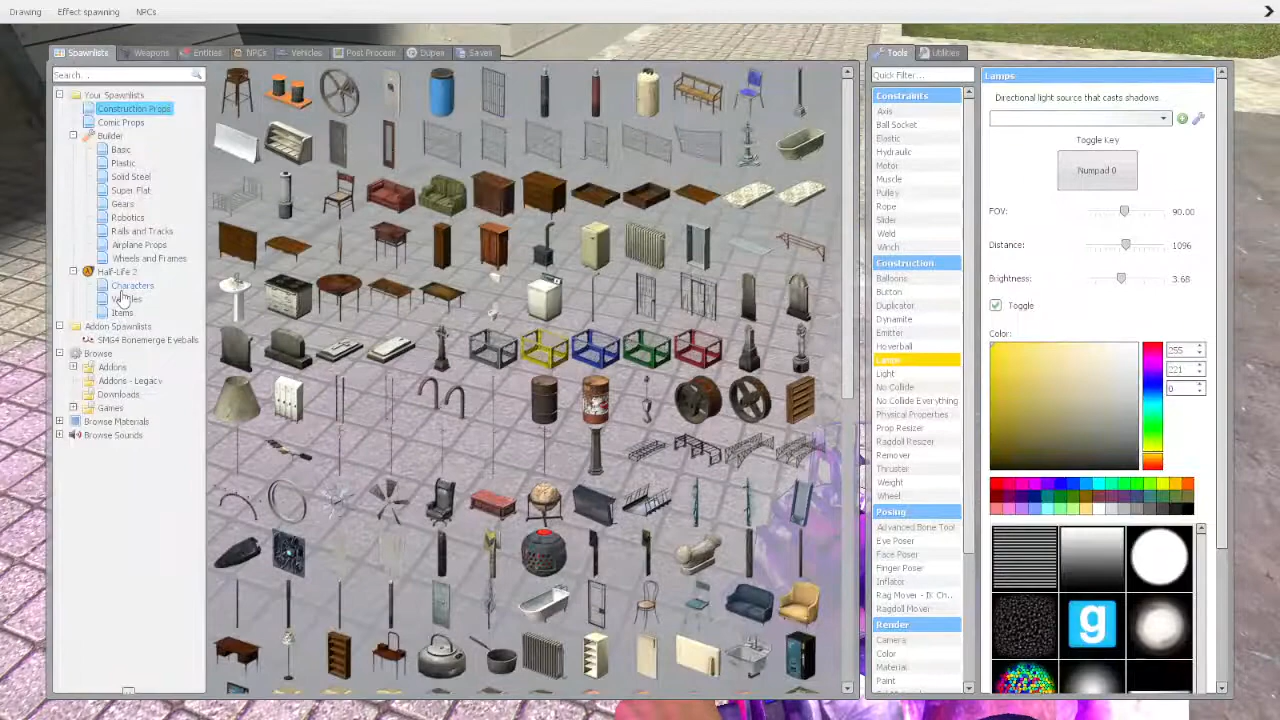 Drawing Effect spawning NPCs
Spawnlists Weapons Entities NPCs Vehicles Post Process Dupes Saves
Search...
Your Spawnlists
Construction Props
Comic Props
Builder
Basic
Plastic
Solid Steel
Super Flat
Gears
Robotics
Rails and Tracks
Airplane Props
Wheels and Frames
Half-Life 2
Characters
Items
Addon Spawnlists
SMG4 Bonemerge Eyeballs
Browse
Addons
Addons - Legacy
Downloads
Games
Browse Materials
Browse Sounds
Tools Utilities
Quick Filter...
Constraints
Axis
Ball Socket
Elastic
Hydraulic
Motor
Muscle
Pulley
Rope
Slider
Weld
Winch
Construction
Balloons
Button
Duplicator
Dynamite
Emitter
Hoverball
Lamps
Light
No Collide
No Collide Everything
Physical Properties
Prop Resizer
Ragdoll Resizer
Remover
Thruster
Weight
Wheel
Posing
Advanced Bone Tool
Eye Poser
Face Poser
Finger Poser
Inflator
Rag Mover - IK Ch...
Ragdoll Mover
Render
Camera
Color
Material
Paint
Lamps
Directional light source that casts shadows
Toggle Key
Numpad 0
FOV: 90.00
Distance: 1096
Brightness: 3.68
Toggle
Color:
255
221
0
g